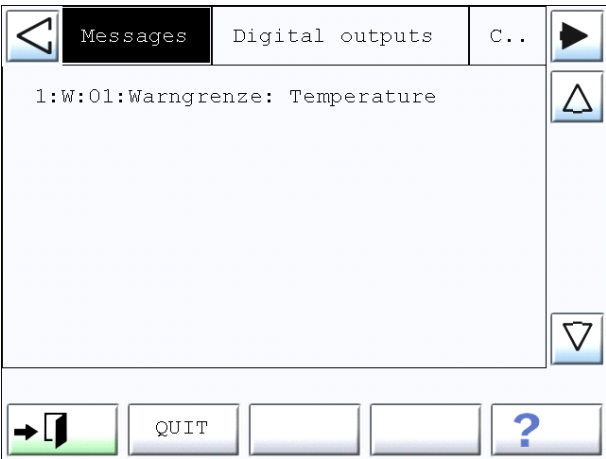 Messages Digital outputs C..
1:W:01:Warngrenze: Temperature
QUIT
?